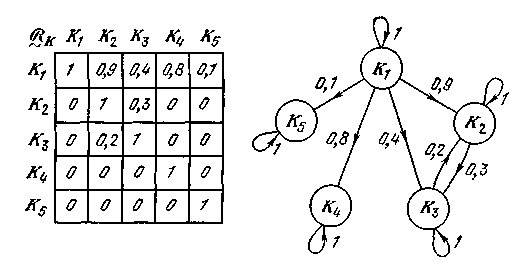 𝔅K K1 K2 K3 K4 K5
K1 1 0,9 0,4 0,8 0,1
K2 0 1 0,3 0 0
K3 0 0,2 1 0 0
K4 0 0 0 1 0
K5 0 0 0 0 1
1
K1
0,1
0,9
1
K5
K2
1
0,8
0,4
0,2
0,3
K4
K3
1
1